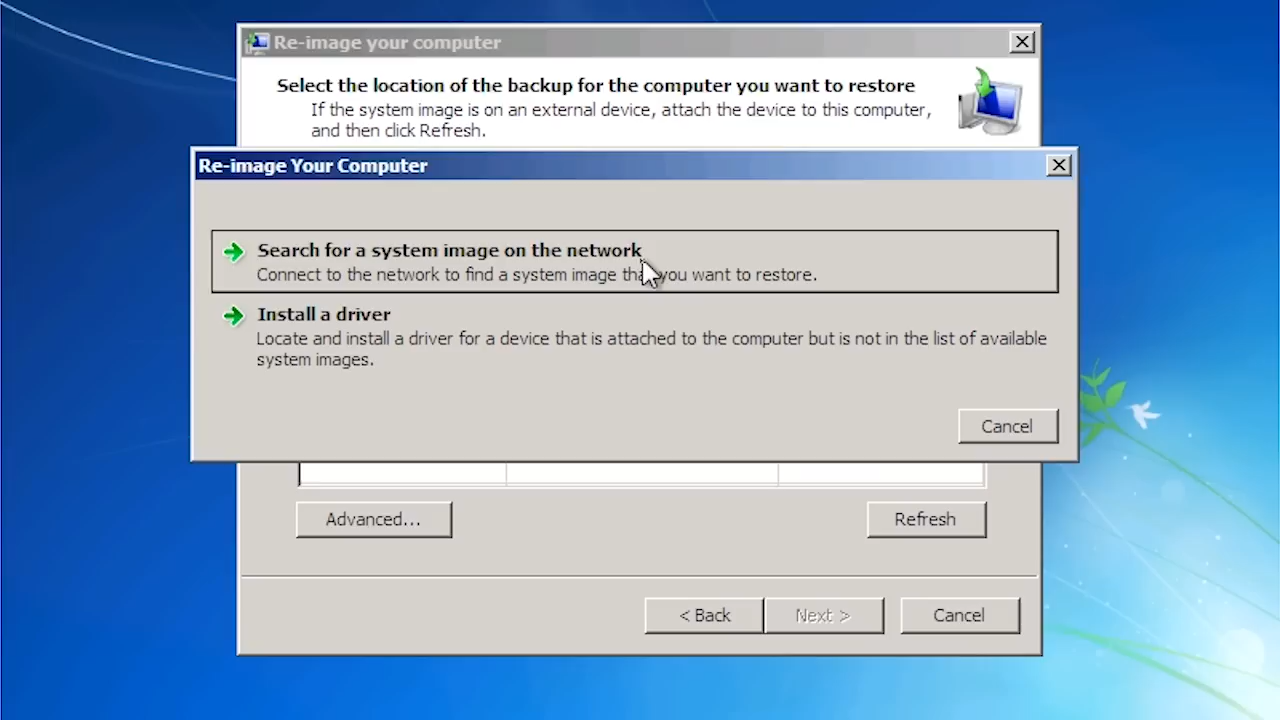 Re-image your computer
Select the location of the backup for the computer you want to restore
If the system image is on an external device, attach the device to this computer,
and then click Refresh.
Re-image Your Computer
Search for a system image on the network
Connect to the network to find a system image that you want to restore.
Install a driver
Locate and install a driver for a device that is attached to the computer but is not in the list of available
system images.
Cancel
Advanced...
Refresh
< Back
Next >
Cancel